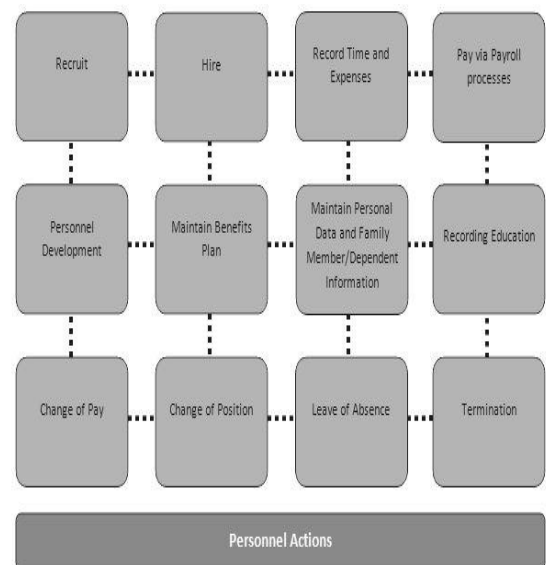 Recruit
Hire
Record Time and
Expenses
Pay via Payroll
processes
Personnel
Development
Maintain Benefits
Plan
Maintain Personal
Data and Family
Member/Dependent
Information
Recording Education
Change of Pay
Change of Position
Leave of Absence
Termination
Personnel Actions